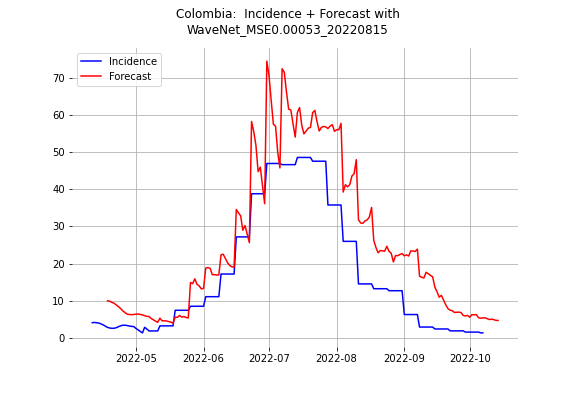 Colombia:  Incidence + Forecast with
WaveNet_MSE0.00053_20220815
Incidence
Forecast
70
60
50
40
30
20
10
0
2022-05 2022-06 2022-07 2022-08 2022-09 2022-10